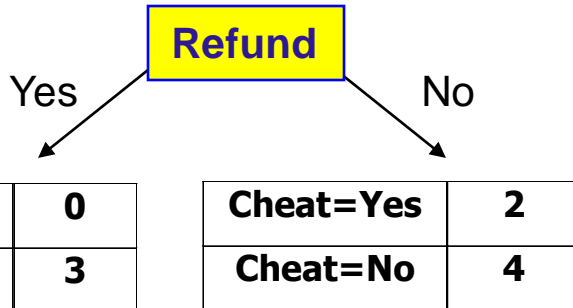 Refund
Yes No
0 Cheat=Yes 2
3 Cheat=No 4